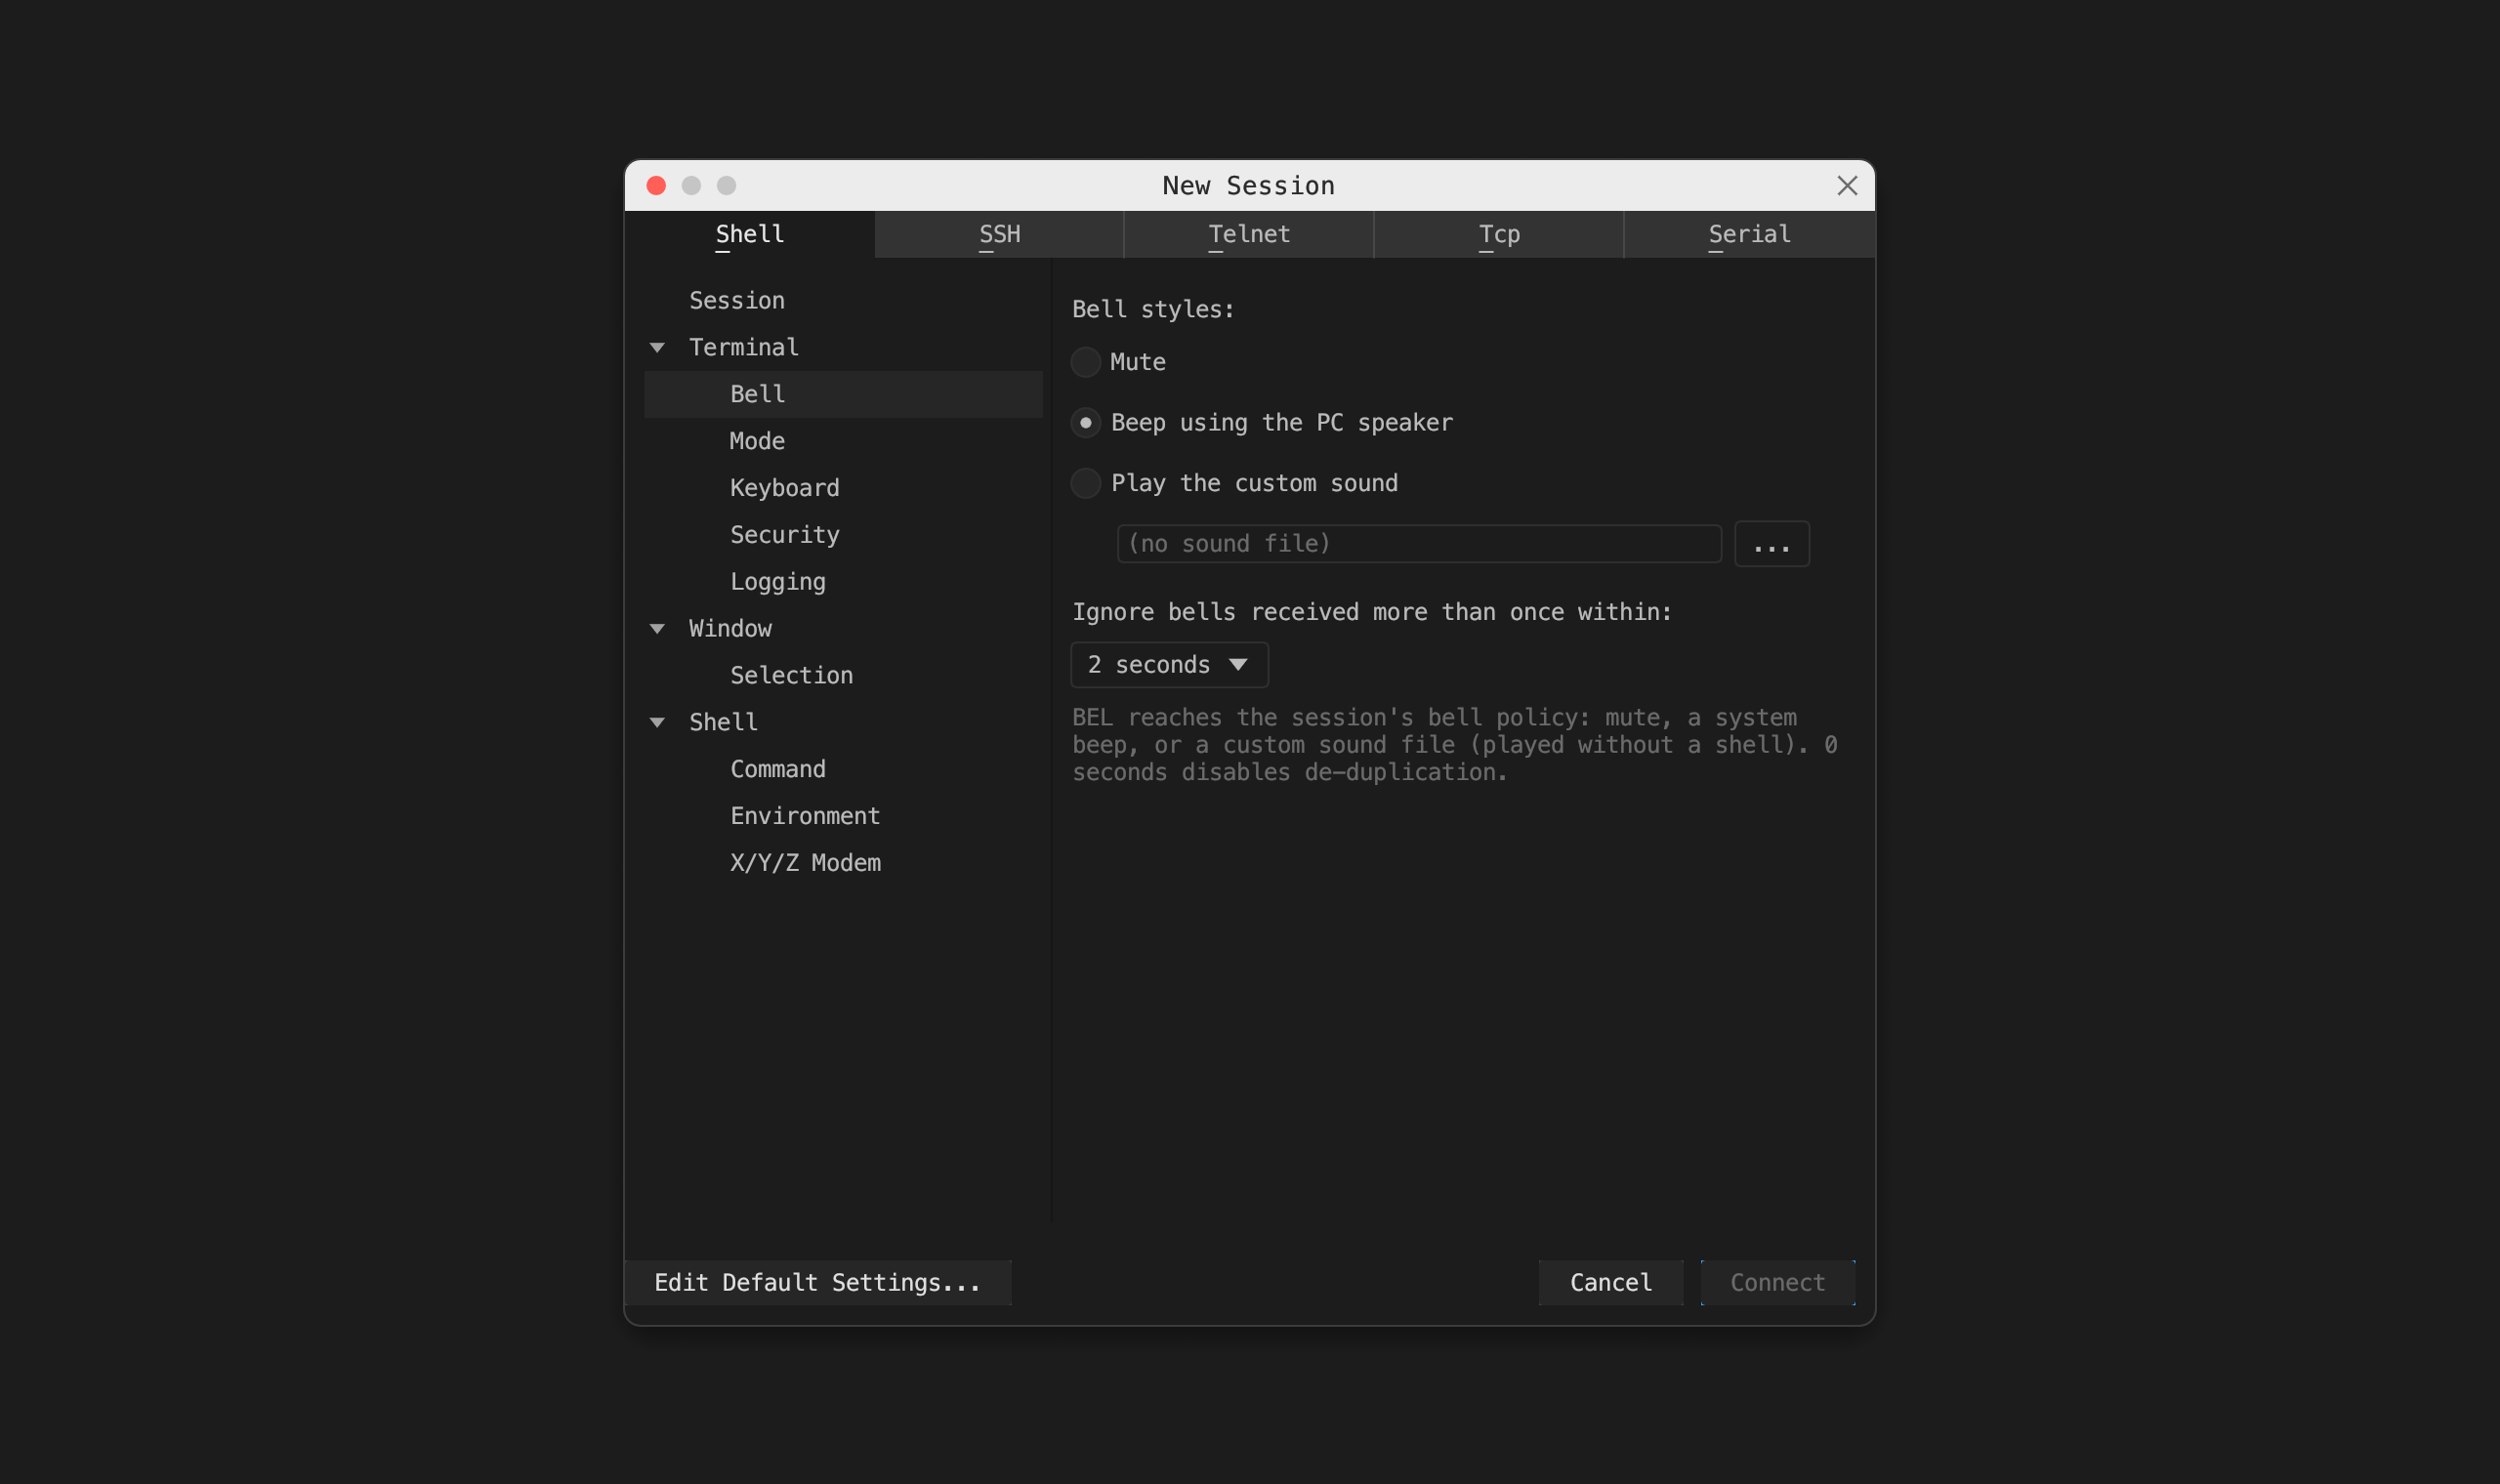 New Session
Shell
SSH
Telnet
Tcp
Serial
Session
Terminal
Bell
Mode
Keyboard
Security
Logging
Window
Selection
Shell
Command
Environment
X/Y/Z Modem
Bell styles:
Mute
Beep using the PC speaker
Play the custom sound
(no sound file)
...
Ignore bells received more than once within:
2 seconds
BEL reaches the session's bell policy: mute, a system
beep, or a custom sound file (played without a shell). 0
seconds disables de-duplication.
Edit Default Settings...
Cancel
Connect